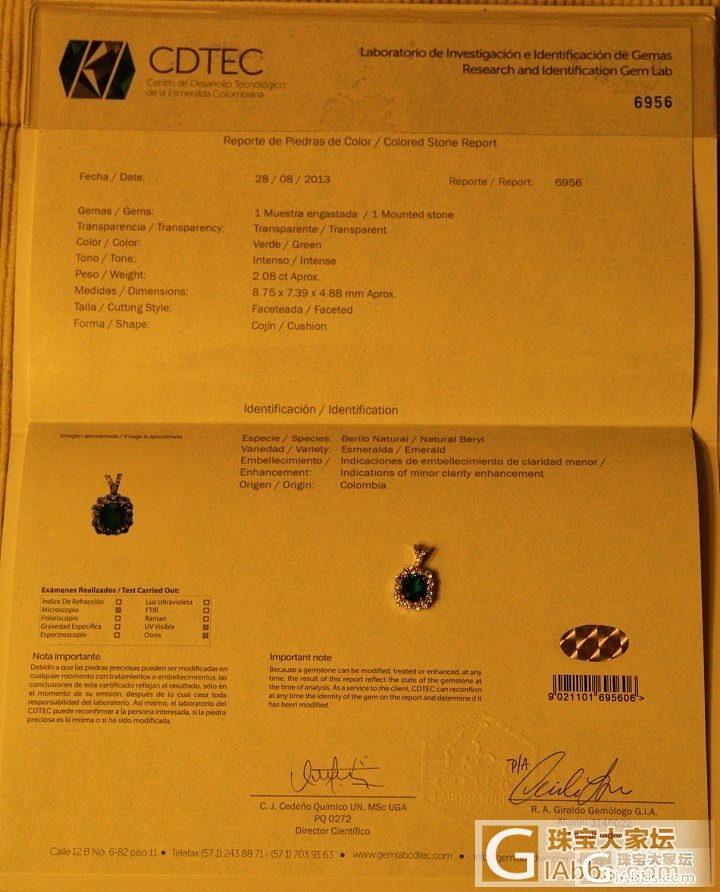 CDTEC
Centro de Desarrollo Tecnológico
de la Esmeralda Colombiana
Laboratorio de Investigación e Identificación de Gemas
Research and Identification Gem Lab
6956
Reporte de Piedras de Color / Colored Stone Report
Fecha / Date: 28 / 08 / 2013 Reporte / Report: 6956
Gemas / Gems: 1 Muestra engastada / 1 Mounted stone
Transparencia / Transparency: Transparente / Transparent
Color / Color: Verde / Green
Tono / Tone: Intenso / Intense
Peso / Weight: 2.08 ct Aprox.
Medidas / Dimensions: 8.75 x 7.39 x 4.88 mm Aprox.
Talla / Cutting Style: Faceteada / Faceted
Forma / Shape: Cojín / Cushion
Identificación / Identification
Imagen aproximada / Image is aproximate
Especie / Species: Berilo Natural / Natural Beryl
Variedad / Variety: Esmeralda / Emerald
Embellecimiento / Indicaciones de embellecimiento de claridad menor /
Enhancement: Indications of minor clarity enhancement
Origen / Origin: Colombia
Exámenes Realizados / Test Carried Out:
Índice De Refracción Luz Ultravioleta
Microscopio FTIR
Polariscopio Raman
Gravedad Específica UV Visible
Espectroscopio Otros
Nota importante
Debido a que las piedras preciosas pueden ser modificadas en
cualquier momento con tratamientos o embellecimientos, las
conclusiones de este certificado reflejan el resultado, sólo en
el momento de su emisión, después de lo cual cesa toda
responsabilidad del laboratorio. Así mismo, el laboratorio del
CDTEC puede reconfirmar a la persona interesada, si la piedra
preciosa es la misma o si ha sido modificada.
Important note
Because a gemstone can be modified, treated or enhanced, at any
time, the result of this report reflect the state of the gemstone at
the time of analysis. As a service to the client, CDTEC can reconfirm
at any time the identity of the gem on the report and determine if it
has been modified.
9 021101 695606 >
P/A
C. J. Cedeño Químico UN. MSc UGA
PQ 0272
Director Científico
R. A. Giraldo Gemólogo G.I.A.
Alumni 3146022
Calle 12 B No. 6-82 piso 11 • Telefax (57 1) 243 88 71 - (57 1) 703 91 63 • www.gemlabcdtec.com •
珠宝大家坛
GIAbbs.com
珠宝大家坛
GIAbbs.com